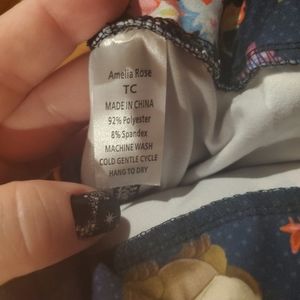 Amelia Rose
TC
MADE IN CHINA
92% Polyester
8% Spandex
MACHINE WASH
COLD GENTLE CYCLE
HANG TO DRY